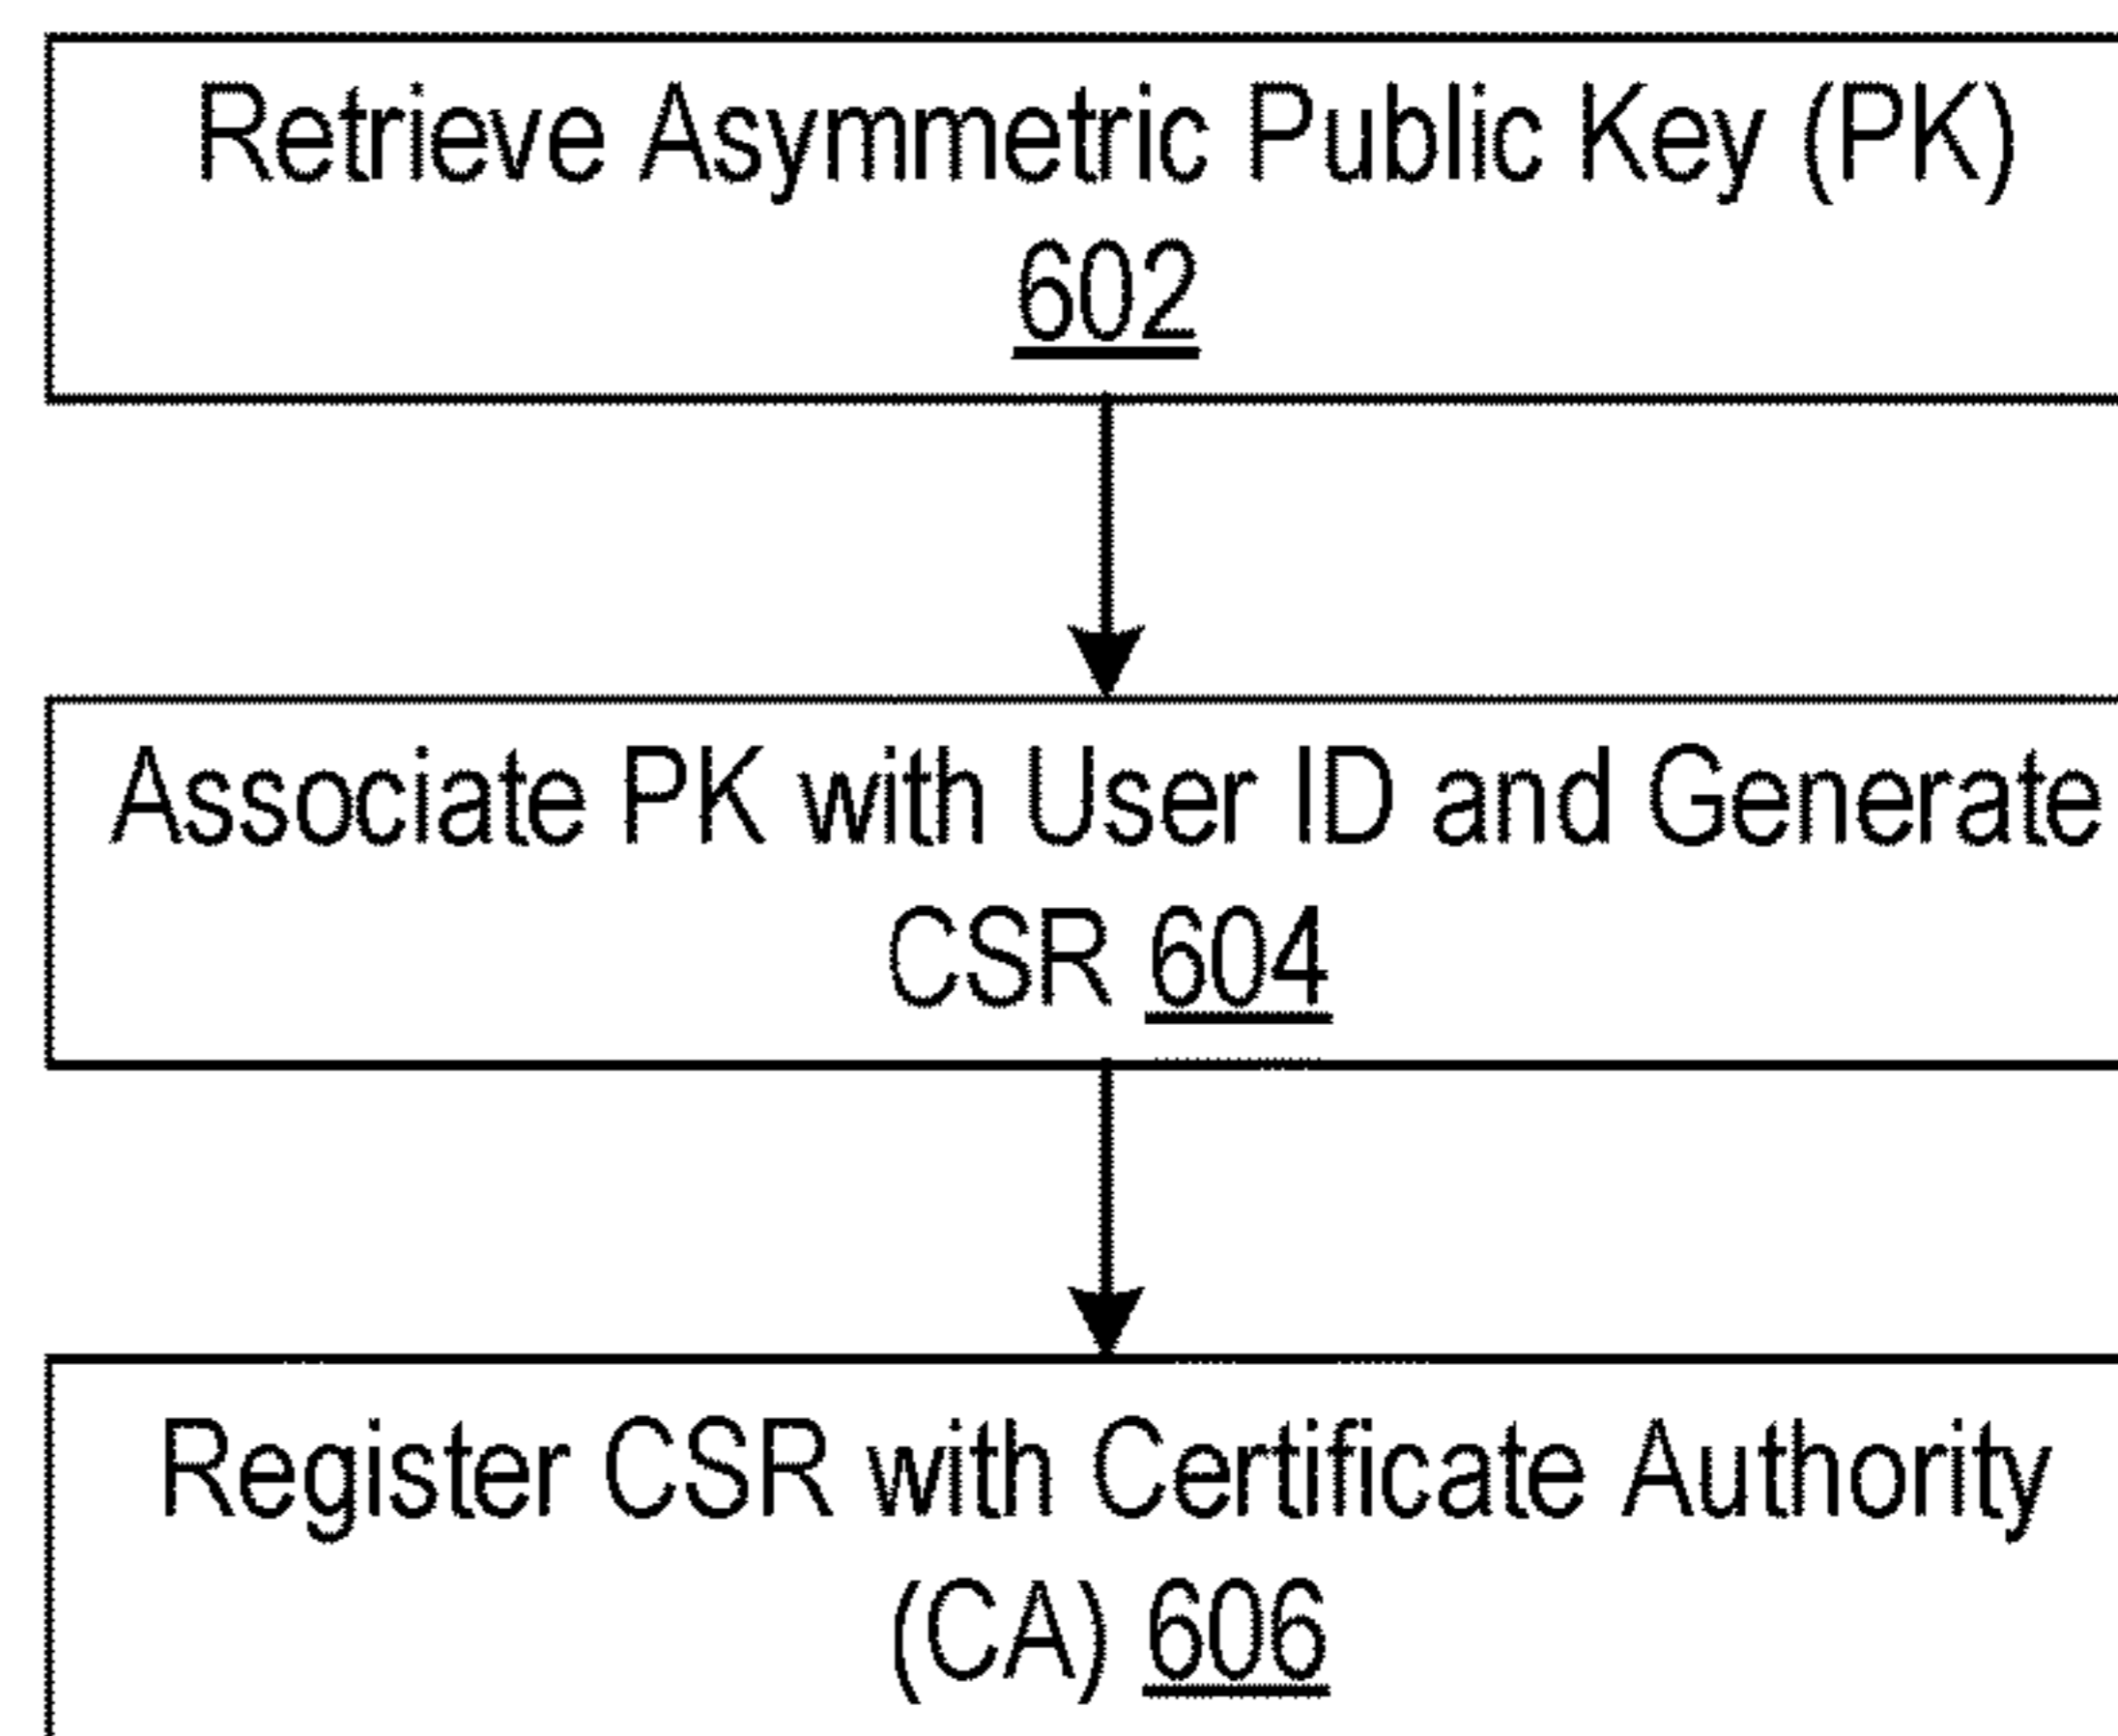 Retrieve Asymmetric Public Key (PK)
602
Associate PK with User ID and Generate
CSR 604
Register CSR with Certificate Authority
(CA) 606